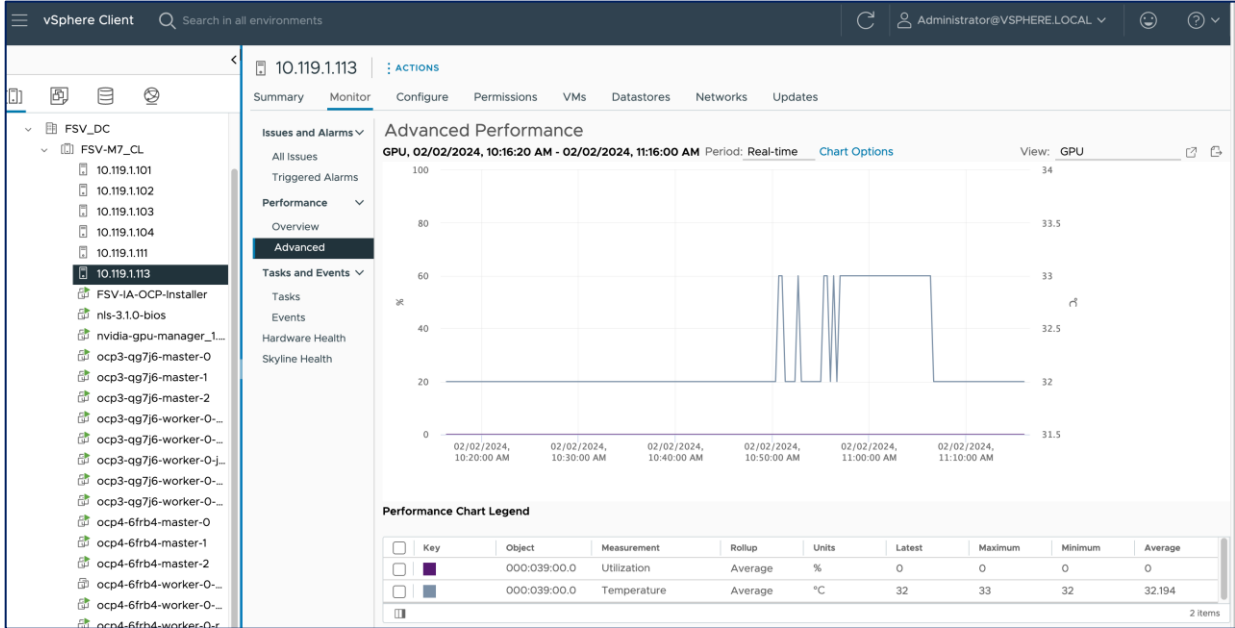 vSphere Client
Search in all environments
Administrator@VSPHERE.LOCAL
FSV_DC
FSV-M7_CL
10.119.1.101
10.119.1.102
10.119.1.103
10.119.1.104
10.119.1.111
10.119.1.113
FSV-IA-OCP-Installer
nls-3.1.0-bios
nvidia-gpu-manager_1....
ocp3-qg7j6-master-0
ocp3-qg7j6-master-1
ocp3-qg7j6-master-2
ocp3-qg7j6-worker-0-...
ocp3-qg7j6-worker-0-...
ocp3-qg7j6-worker-0-j...
ocp3-qg7j6-worker-0-...
ocp3-qg7j6-worker-0-...
ocp4-6frb4-master-0
ocp4-6frb4-master-1
ocp4-6frb4-master-2
ocp4-6frb4-worker-0-...
ocp4-6frb4-worker-0-...
ocp4-6frb4-worker-0-r...
10.119.1.113
ACTIONS
Summary Monitor Configure Permissions VMs Datastores Networks Updates
Issues and Alarms
All Issues
Triggered Alarms
Performance
Overview
Advanced
Tasks and Events
Tasks
Events
Hardware Health
Skyline Health
Advanced Performance
GPU, 02/02/2024, 10:16:20 AM - 02/02/2024, 11:16:00 AM Period: Real-time Chart Options View: GPU
100 34
80 33.5
60 33
% °C
40 32.5
20 32
0 31.5
02/02/2024, 02/02/2024, 02/02/2024, 02/02/2024, 02/02/2024, 02/02/2024,
10:20:00 AM 10:30:00 AM 10:40:00 AM 10:50:00 AM 11:00:00 AM 11:10:00 AM
Performance Chart Legend
Key Object Measurement Rollup Units Latest Maximum Minimum Average
000:039:00.0 Utilization Average % 0 0 0 0
000:039:00.0 Temperature Average °C 32 33 32 32.194
2 items